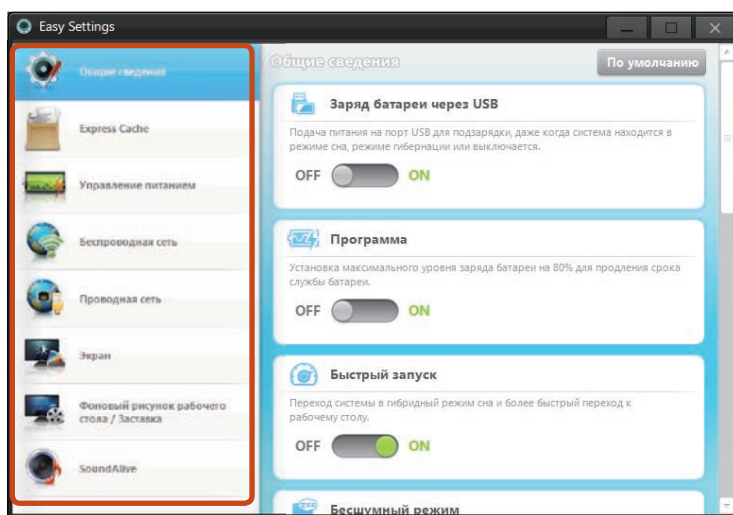 Easy Settings
Общие сведения
Express Cache
Управление питанием
Беспроводная сеть
Проводная сеть
Экран
Фоновый рисунок рабочего
стола / Заставка
SoundAlive
Общие сведения
По умолчанию
Заряд батареи через USB
Подача питания на порт USB для подзарядки, даже когда система находится в
режиме сна, режиме гибернации или выключается.
OFF ON
Программа
Установка максимального уровня заряда батареи на 80% для продления срока
службы батареи.
OFF ON
Быстрый запуск
Переход системы в гибридный режим сна и более быстрый переход к
рабочему столу.
OFF ON
Бесшумный режим